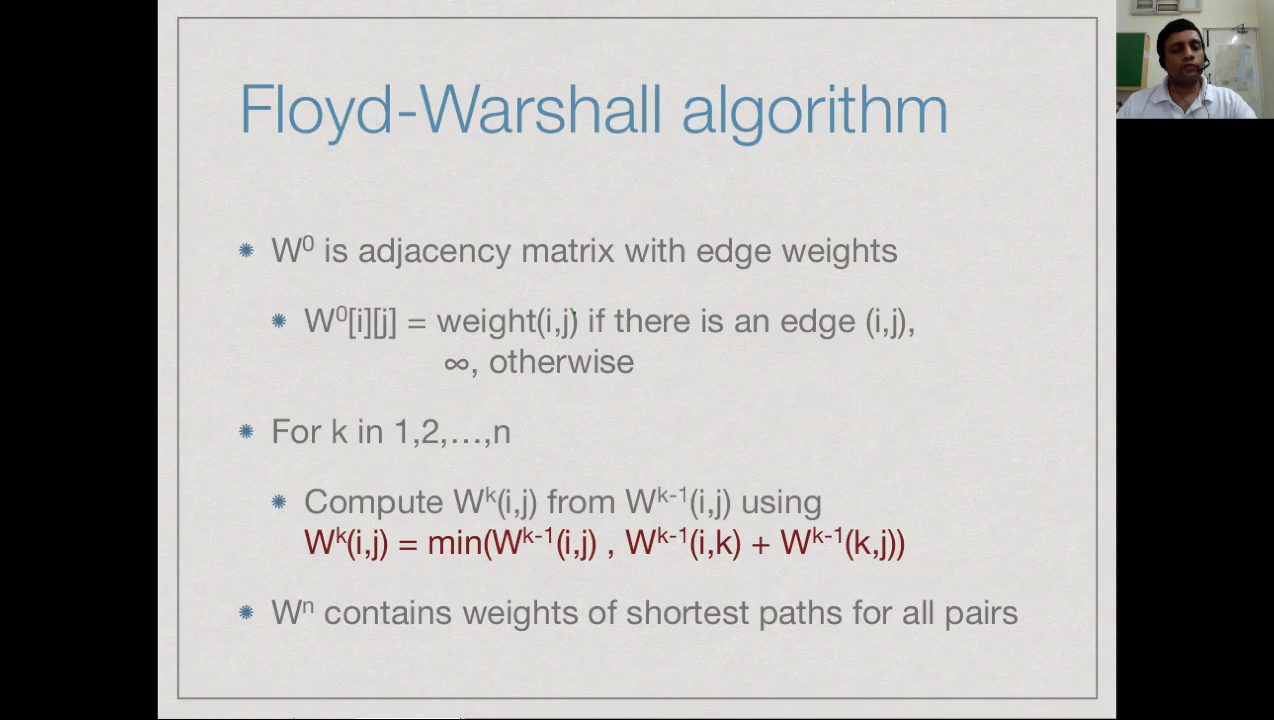 Floyd-Warshall algorithm
W⁰ is adjacency matrix with edge weights
W⁰[i][j] = weight(i,j) if there is an edge (i,j),
∞, otherwise
For k in 1,2,…,n
Compute Wᵏ(i,j) from Wᵏ⁻¹(i,j) using
Wᵏ(i,j) = min(Wᵏ⁻¹(i,j) , Wᵏ⁻¹(i,k) + Wᵏ⁻¹(k,j))
Wⁿ contains weights of shortest paths for all pairs